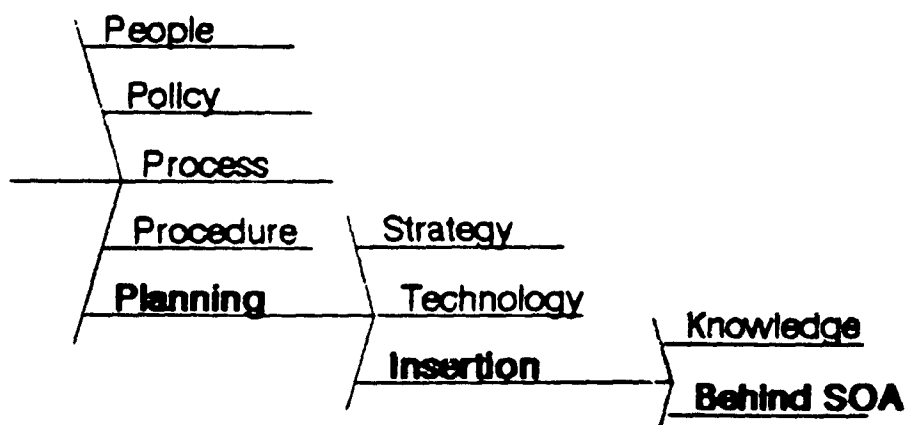 People
Policy
Process
Procedure
Planning
Strategy
Technology
Insertion
Knowledge
Behind SOA